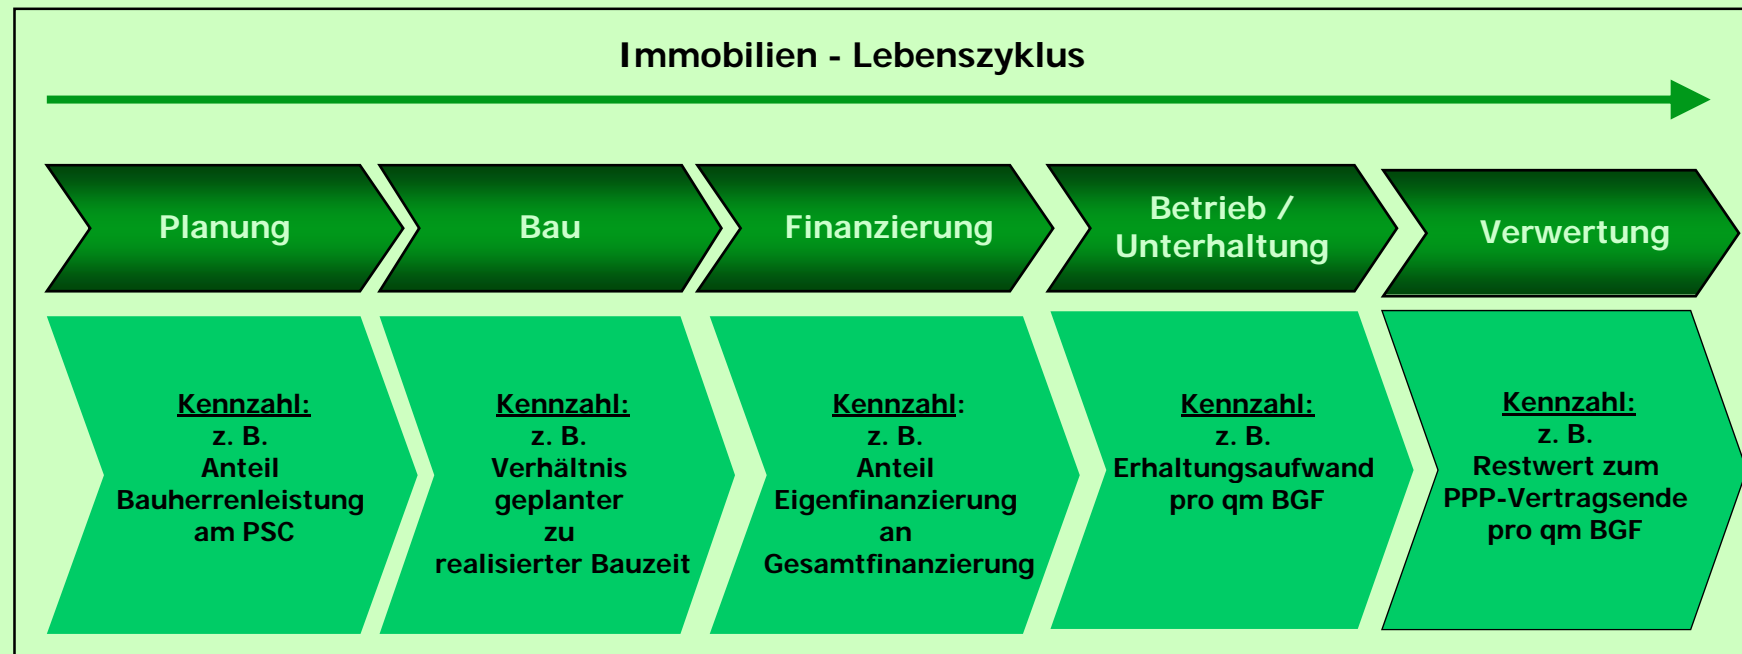 Immobilien - Lebenszyklus
Planung
Bau
Finanzierung
Betrieb /
Unterhaltung
Verwertung
Kennzahl:
z. B.
Anteil
Bauherrenleistung
am PSC
Kennzahl:
z. B.
Verhältnis
geplanter
zu
realisierter Bauzeit
Kennzahl:
z. B.
Anteil
Eigenfinanzierung
an
Gesamtfinanzierung
Kennzahl:
z. B.
Erhaltungsaufwand
pro qm BGF
Kennzahl:
z. B.
Restwert zum
PPP-Vertragsende
pro qm BGF